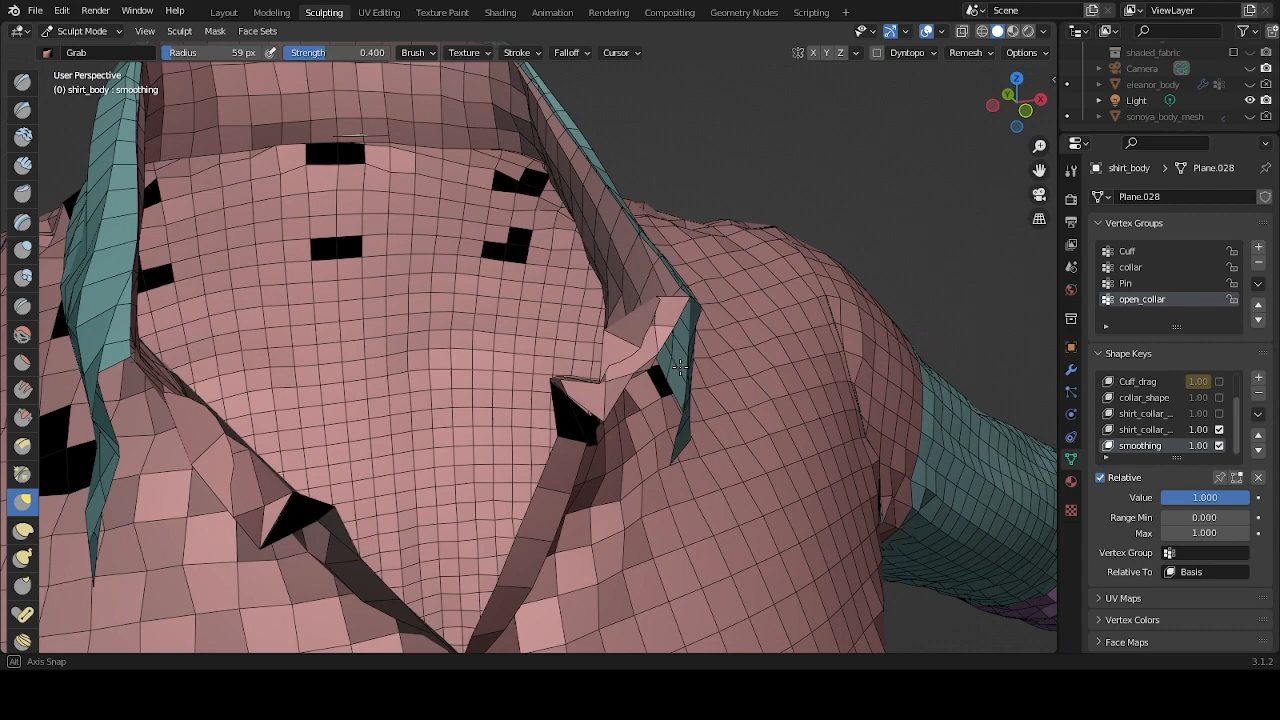 File Edit Render Window Help Layout Modeling Sculpting UV Editing Texture Paint Shading Animation Rendering Compositing Geometry Nodes Scripting + Scene ViewLayer
Sculpt Mode View Sculpt Mask Face Sets
Grab Radius 59 px Strength 0.400 Brush Texture Stroke Falloff Cursor X Y Z Dyntopo Remesh Options
User Perspective
(0) shirt_body : smoothing
Z
Y
X
shaded_fabric
Camera
eleanor_body
Light
sonoya_body_mesh
shirt_body > Plane.028
Plane.028
Vertex Groups
Cuff
collar
Pin
open_collar
Shape Keys
Cuff_drag 1.00
collar_shape 1.00
shirt_collar_... 1.00
shirt_collar_... 1.00
smoothing 1.00
Relative
Value 1.000
Range Min 0.000
Max 1.000
Vertex Group
Relative To Basis
UV Maps
Vertex Colors
Face Maps
Alt Axis Snap 3.1.2